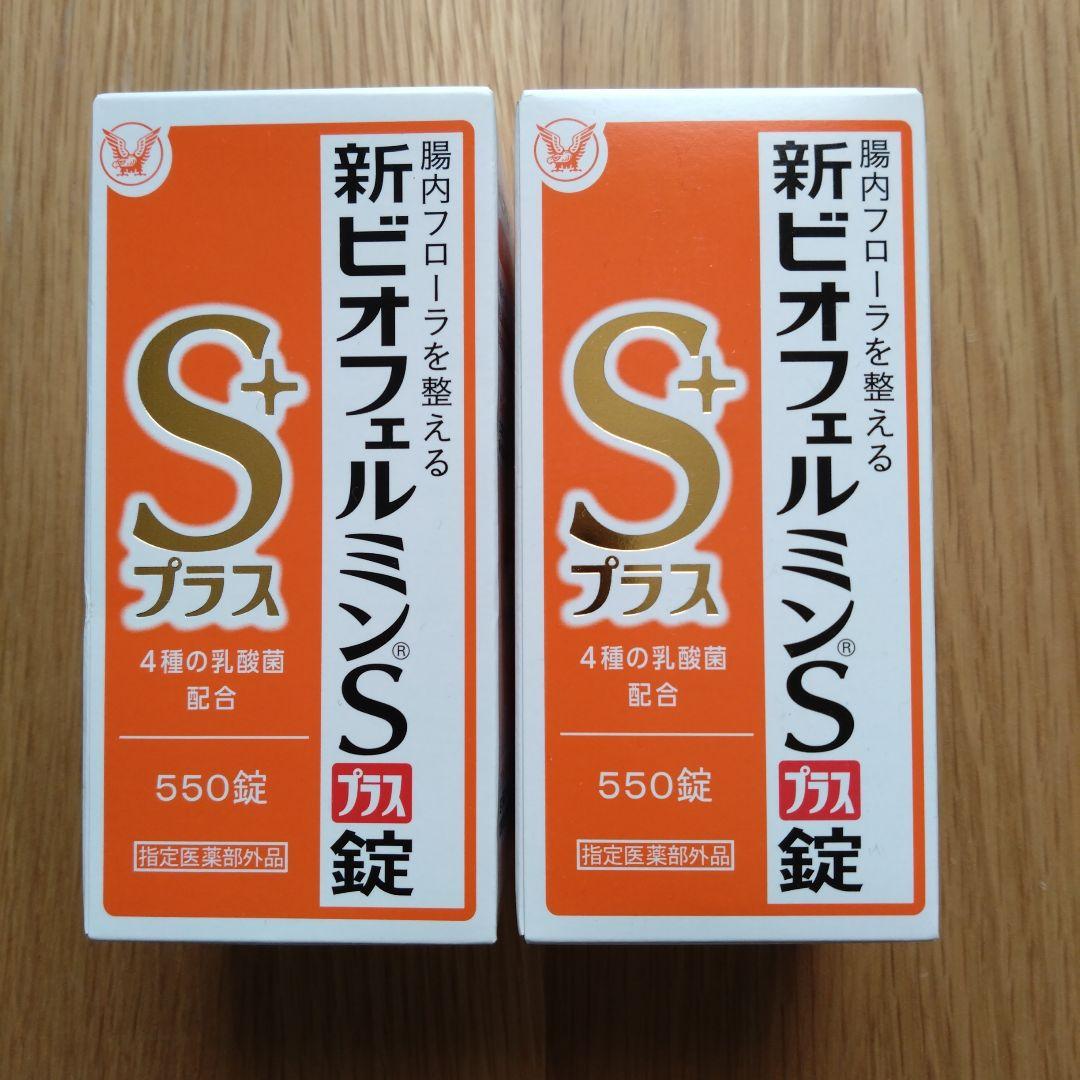 腸内フローラを整える
新ビオフェルミン®S
プラス
錠
S+
プラス
4種の乳酸菌
配合
550錠
指定医薬部外品
腸内フローラを整える
新ビオフェルミン®S
プラス
錠
S+
プラス
4種の乳酸菌
配合
550錠
指定医薬部外品